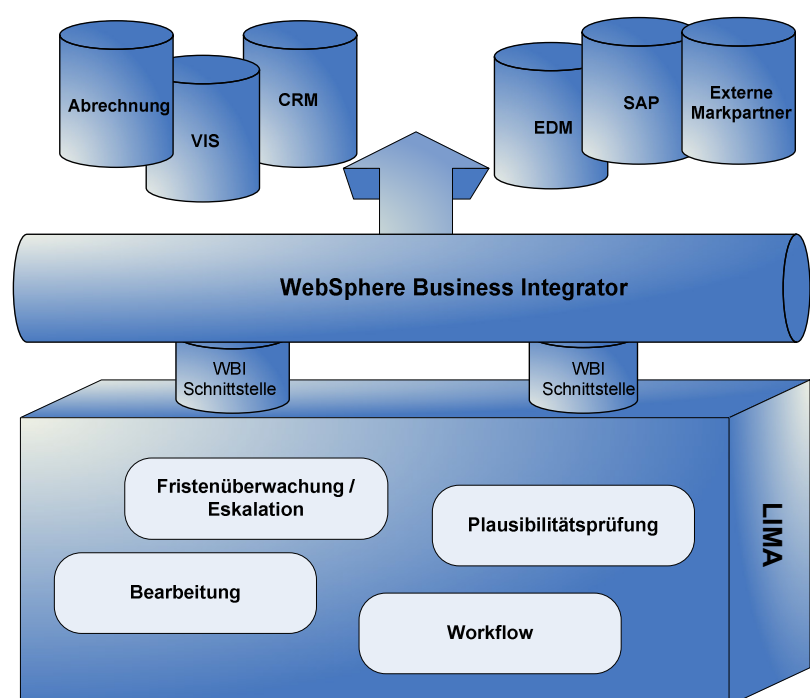 Abrechnung
VIS
CRM
EDM
SAP
Externe
Markpartner
WebSphere Business Integrator
WBI
Schnittstelle
WBI
Schnittstelle
Fristenüberwachung /
Eskalation
Plausibilitätsprüfung
Bearbeitung
Workflow
LIMA